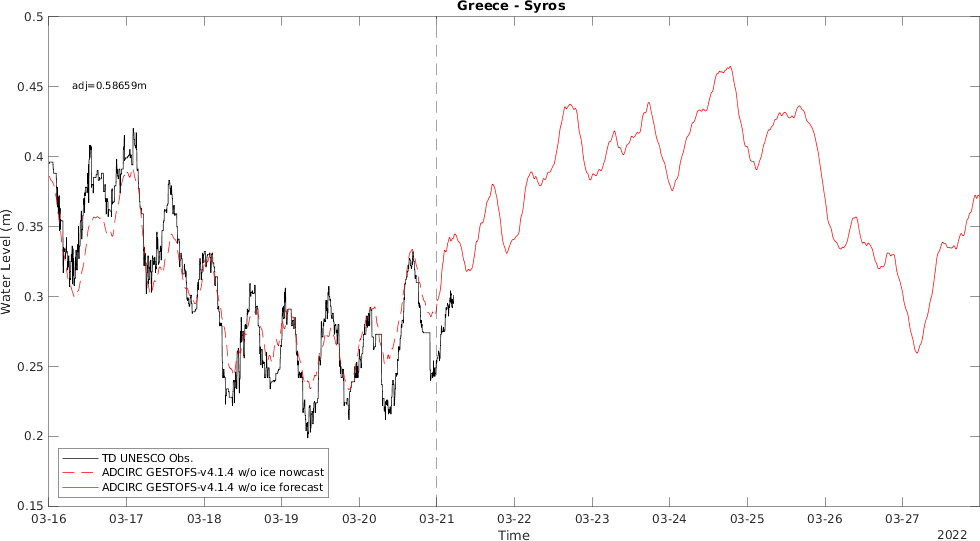 Greece - Syros
0.5
0.45
0.4
0.35
0.3
0.25
0.2
0.15
Water Level (m)
adj=0.58659m
TD UNESCO Obs.
ADCIRC GESTOFS-v4.1.4 w/o ice nowcast
ADCIRC GESTOFS-v4.1.4 w/o ice forecast
03-16 03-17 03-18 03-19 03-20 03-21 03-22 03-23 03-24 03-25 03-26 03-27
Time
2022